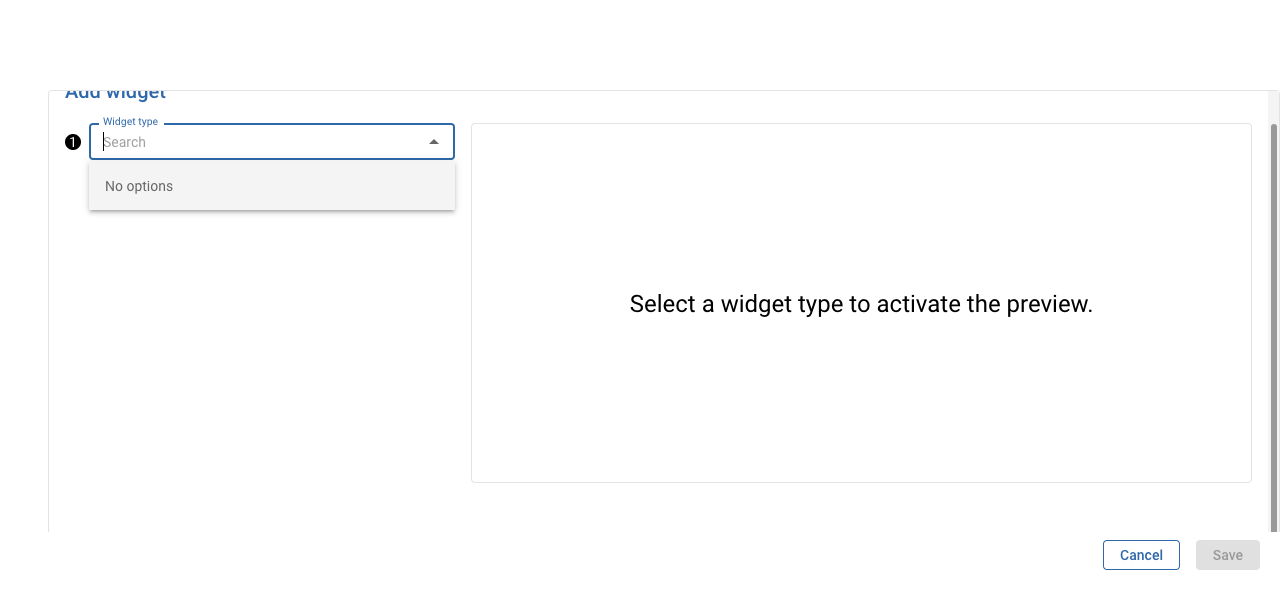 Add widget
Widget type
1
Search
No options
Select a widget type to activate the preview.
Cancel
Save